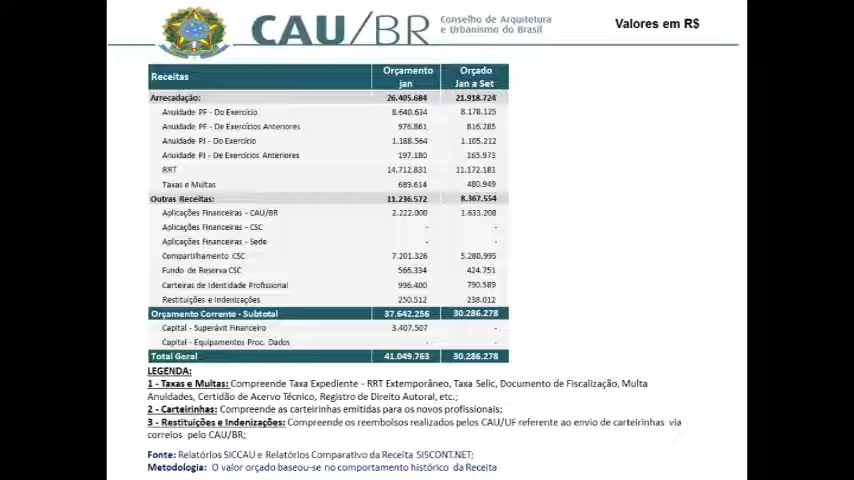 CAU/BR Conselho de Arquitetura e Urbanismo do Brasil Valores em R$
Receitas Orçamento jan Orçado Jan a Set
Arrecadação: 26.405.684 21.918.724
Anuidade PF - Do Exercício 8.640.634 8.178.125
Anuidade PF - De Exercícios Anteriores 976.861 816.285
Anuidade PJ - Do Exercício 1.188.564 1.105.212
Anuidade PJ - De Exercícios Anteriores 197.180 165.973
RRT 14.712.831 11.172.181
Taxas e Multas 689.614 480.949
Outras Receitas: 11.236.572 8.367.554
Aplicações Financeiras - CAU/BR 2.222.000 1.633.208
Aplicações Financeiras - CSC - -
Aplicações Financeiras - Sede - -
Compartilhamento CSC 7.201.326 5.280.995
Fundo de Reserva CSC 566.334 424.751
Carteiras de Identidade Profissional 996.400 790.589
Restituições e Indenizações 250.512 238.012
Orçamento Corrente - Subtotal 37.642.256 30.286.278
Capital - Superávit Financeiro 3.407.507 -
Capital - Equipamentos Proc. Dados - -
Total Geral 41.049.763 30.286.278
LEGENDA:
1 - Taxas e Multas: Compreende Taxa Expediente - RRT Extemporâneo, Taxa Selic, Documento de Fiscalização, Multa
Anuidades, Certidão de Acervo Técnico, Registro de Direito Autoral, etc.;
2 - Carteirinhas: Compreende as carteirinhas emitidas para os novos profissionais;
3 - Restituições e Indenizações: Compreende os reembolsos realizados pelos CAU/UF referente ao envio de carteirinhas via
correios pelo CAU/BR;
Fonte: Relatórios SICCAU e Relatórios Comparativo da Receita SISCONT.NET;
Metodologia: O valor orçado baseou-se no comportamento histórico da Receita